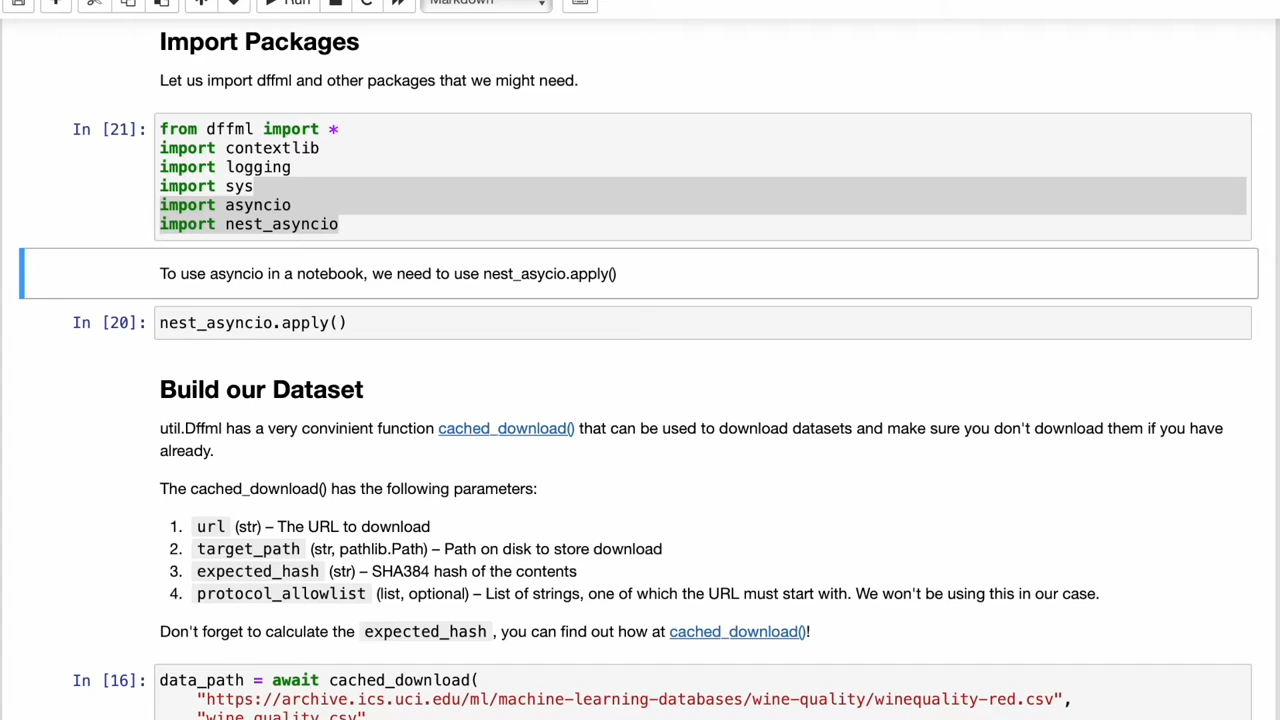 Run
Markdown
Import Packages
Let us import dffml and other packages that we might need.
In [21]:
from dffml import *
import contextlib
import logging
import sys
import asyncio
import nest_asyncio
To use asyncio in a notebook, we need to use nest_asycio.apply()
In [20]:
nest_asyncio.apply()
Build our Dataset
util.Dffml has a very convinient function cached_download() that can be used to download datasets and make sure you don't download them if you have
already.
The cached_download() has the following parameters:
1. url (str) – The URL to download
2. target_path (str, pathlib.Path) – Path on disk to store download
3. expected_hash (str) – SHA384 hash of the contents
4. protocol_allowlist (list, optional) – List of strings, one of which the URL must start with. We won't be using this in our case.
Don't forget to calculate the expected_hash, you can find out how at cached_download()!
In [16]:
data_path = await cached_download(
"https://archive.ics.uci.edu/ml/machine-learning-databases/wine-quality/winequality-red.csv",
"wine_quality.csv"